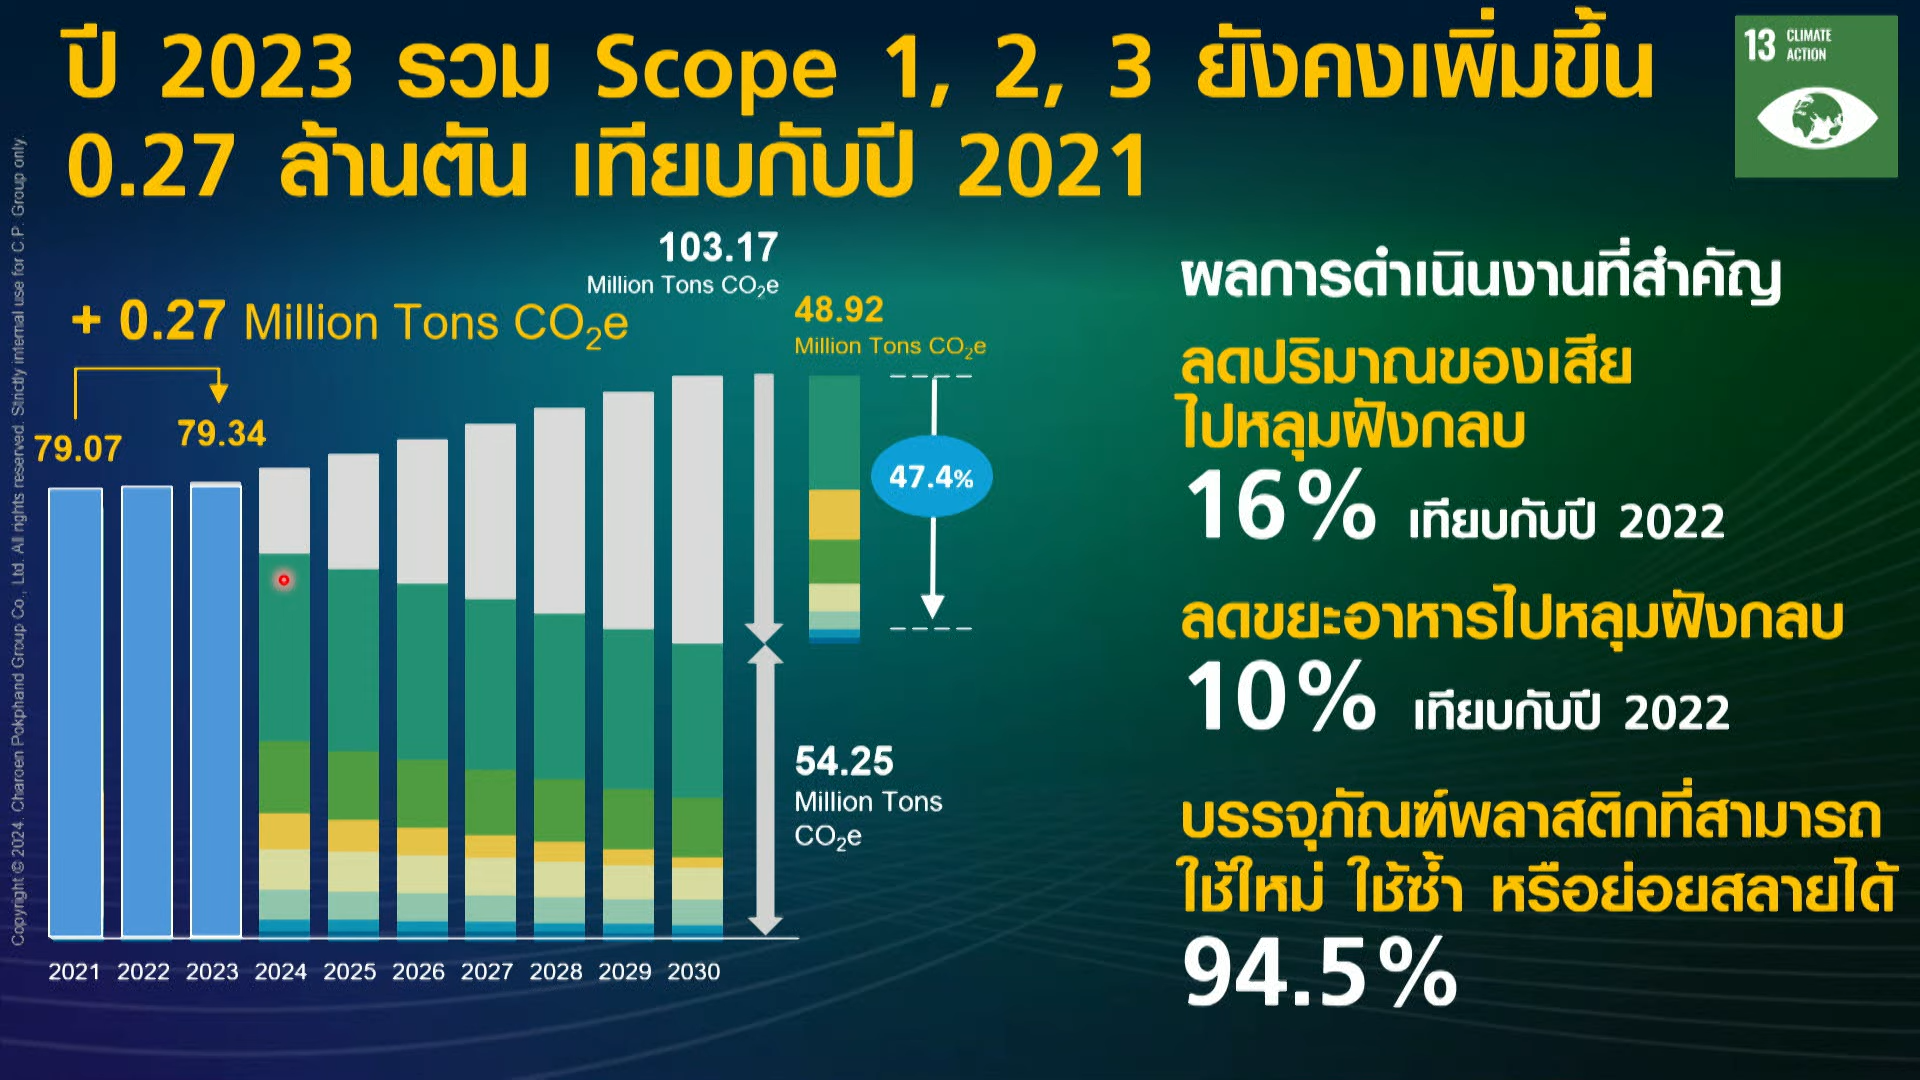 ปี 2023 รวม Scope 1, 2, 3 ยังคงเพิ่มขึ้น
0.27 ล้านตัน เทียบกับปี 2021
13 CLIMATE
ACTION
Copyright © 2024. Charoen Pokphand Group Co., Ltd. All rights reserved. Strictly internal use for C.P. Group only.
+ 0.27 Million Tons CO₂e
79.07
79.34
103.17
Million Tons CO₂e
48.92
Million Tons CO₂e
47.4%
54.25
Million Tons
CO₂e
2021 2022 2023 2024 2025 2026 2027 2028 2029 2030
ผลการดำเนินงานที่สำคัญ
ลดปริมาณของเสีย
ไปหลุมฝังกลบ
16% เทียบกับปี 2022
ลดขยะอาหารไปหลุมฝังกลบ
10% เทียบกับปี 2022
บรรจุภัณฑ์พลาสติกที่สามารถ
ใช้ใหม่ ใช้ซ้ำ หรือย่อยสลายได้
94.5%